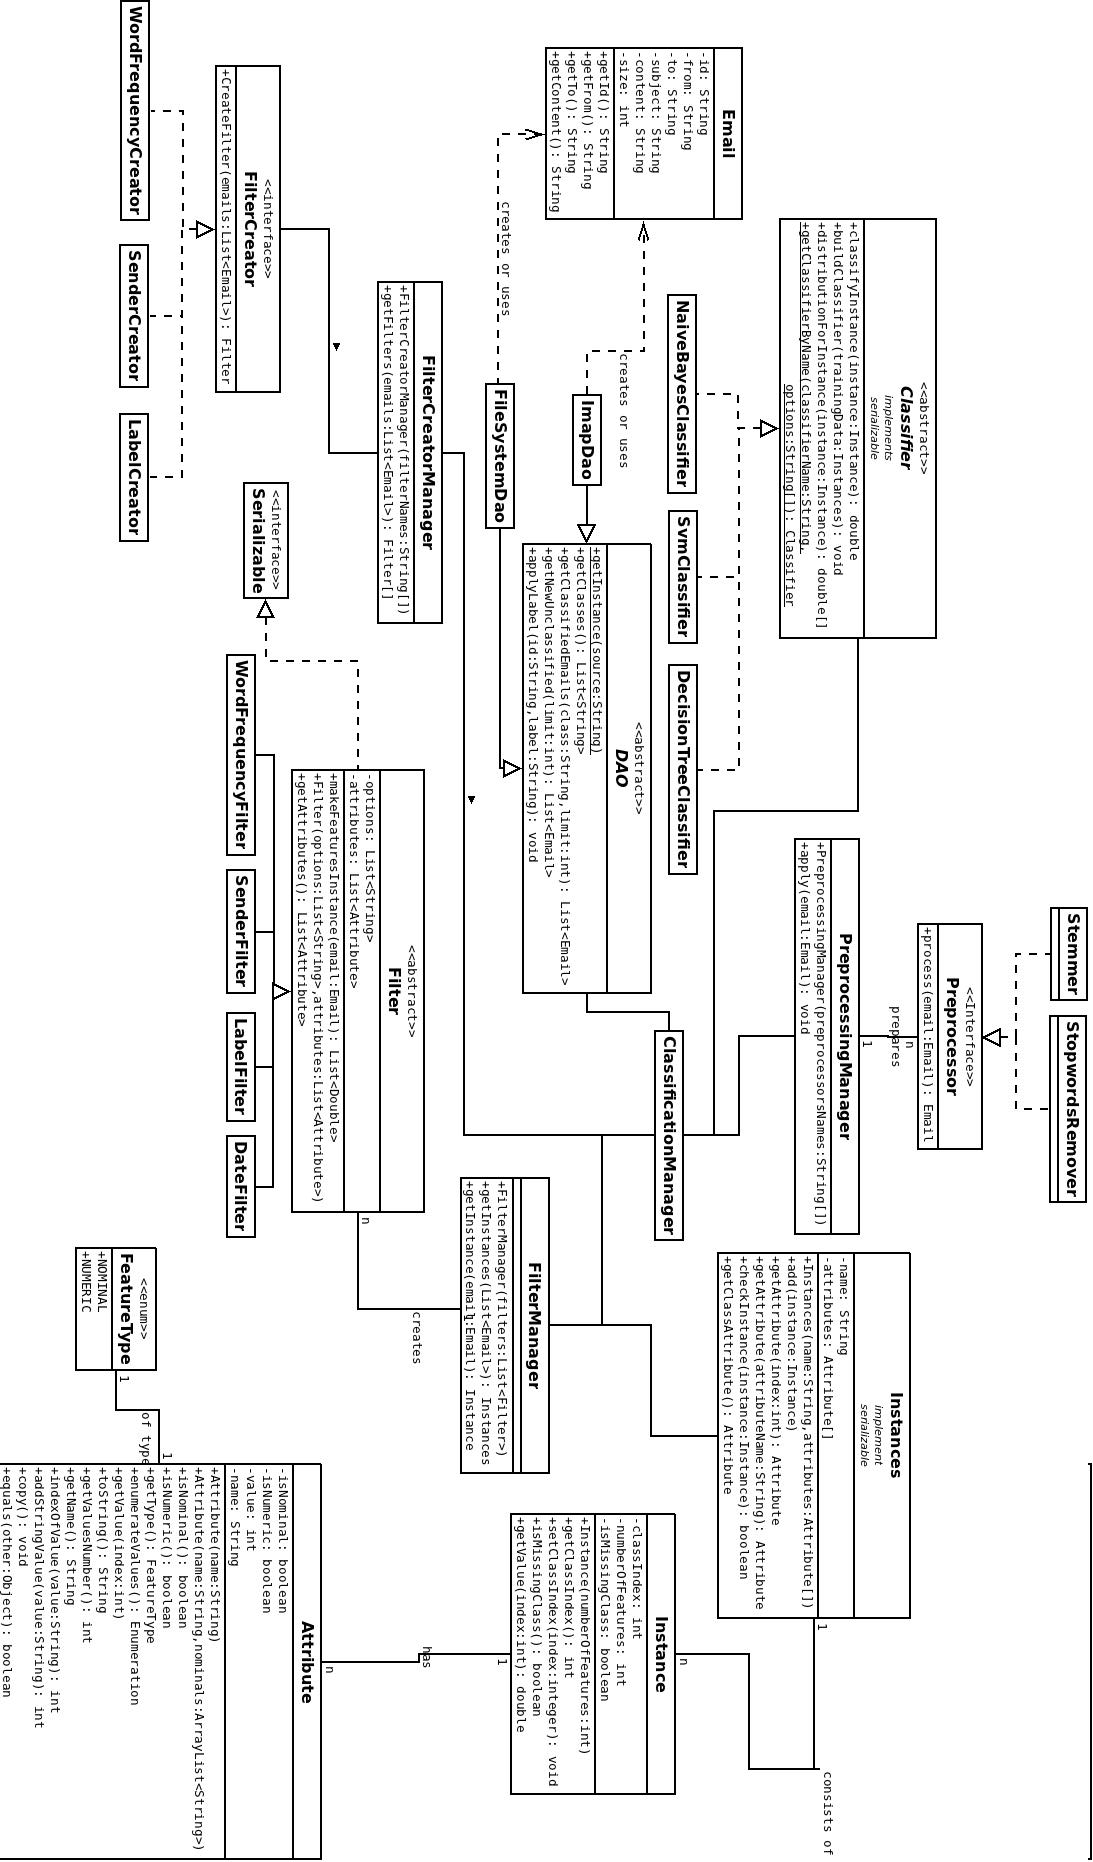 <<abstract>>
Classifier
implements
serializable
+classifyInstance(instance:Instance): double
+buildClassifier(trainingData:Instances): void
+distributionForInstance(instance:Instance): double[]
+getClassifierByName(classifierName:String,
options:String[]): Classifier
Stemmer
StopwordsRemover
<<Interface>>
Preprocessor
+process(email:Email): Email
n
prepares
1
PreprocessingManager
+PreprocessingManager(preprocessorsNames:String[])
+apply(email:Email): void
Instances
implement
serializable
-name: String
-attributes: Attribute[]
+Instances(name:String,attributes:Attribute[])
+add(instance:Instance)
+getAttribute(index:int): Attribute
+getAttribute(attributeName:String): Attribute
+checkInstance(instance:Instance): boolean
+getClassAttribute(): Attribute
1
consists of
n
Email
-id: String
-from: String
-to: String
-subject: String
-content: String
-size: int
+getId(): String
+getFrom(): String
+getTo(): String
+getContent(): String
NaiveBayesClassifier
SvmClassifier
DecisionTreeClassifier
creates or uses
ImapDao
creates or uses
FileSystemDao
<<abstract>>
DAO
+getInstance(source:String)
+getClasses(): List<String>
+getClassifiedEmails(class:String,limit:int): List<Email>
+getNewUnclassified(limit:int): List<Email>
+applyLabel(id:String,label:String): void
ClassificationManager
Instance
-classIndex: int
-numberOfFeatures: int
-isMissingClass: boolean
+Instance(numberOfFeatures:int)
+getClassIndex(): int
+setClassIndex(index:integer): void
+isMissingClass(): boolean
+getValue(index:int): double
1
has
n
FilterManager
+FilterManager(filters:List<Filter>)
+getInstances(List<Email>): Instances
+getInstance(email:Email): Instance
1
creates
n
FilterCreatorManager
+FilterCreatorManager(filterNames:String[])
+getFilters(emails:List<Email>): Filter[]
<<interface>>
FilterCreator
+CreateFilter(emails:List<Email>): Filter
WordFrequencyCreator
SenderCreator
LabelCreator
<<interface>>
Serializable
<<abstract>>
Filter
-options: List<String>
-attributes: List<Attribute>
+makeFeaturesInstance(email:Email): List<Double>
+Filter(options:List<String>,attributes:List<Attribute>)
+getAttributes(): List<Attribute>
WordFrequencyFilter
SenderFilter
LabelFilter
DateFilter
<<enum>>
FeatureType
+NOMINAL
+NUMERIC
1
of type
1
Attribute
-isNominal: boolean
-isNumeric: boolean
-value: int
-name: String
+Attribute(name:String)
+Attribute(name:String,nominals:ArrayList<String>)
+isNominal(): boolean
+isNumeric(): boolean
+getType(): FeatureType
+enumerateValues(): Enumeration
+getValue(index:int)
+toString(): String
+getValuesNumber(): int
+getName(): String
+indexOfValue(value:String): int
+addStringValue(value:String): int
+copy(): void
+equals(other:Object): boolean